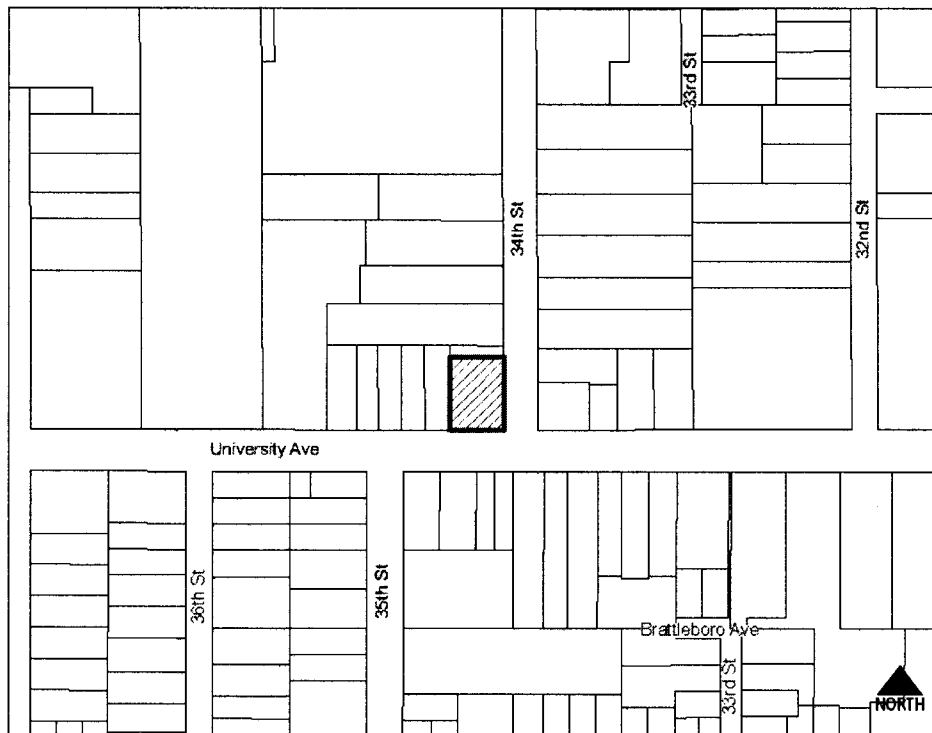 33rd St
34th St
32nd St
University Ave
36th St
35th St
Brattleboro Ave
33rd St
NORTH